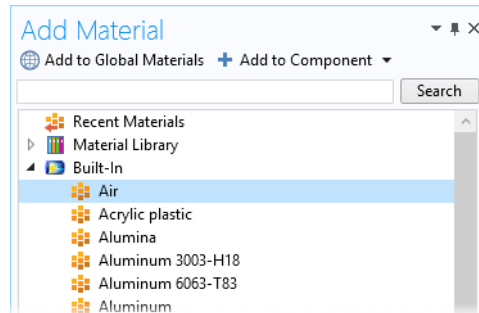 Add Material
Add to Global Materials Add to Component
Search
Recent Materials
Material Library
Built-In
Air
Acrylic plastic
Alumina
Aluminum 3003-H18
Aluminum 6063-T83
Aluminum